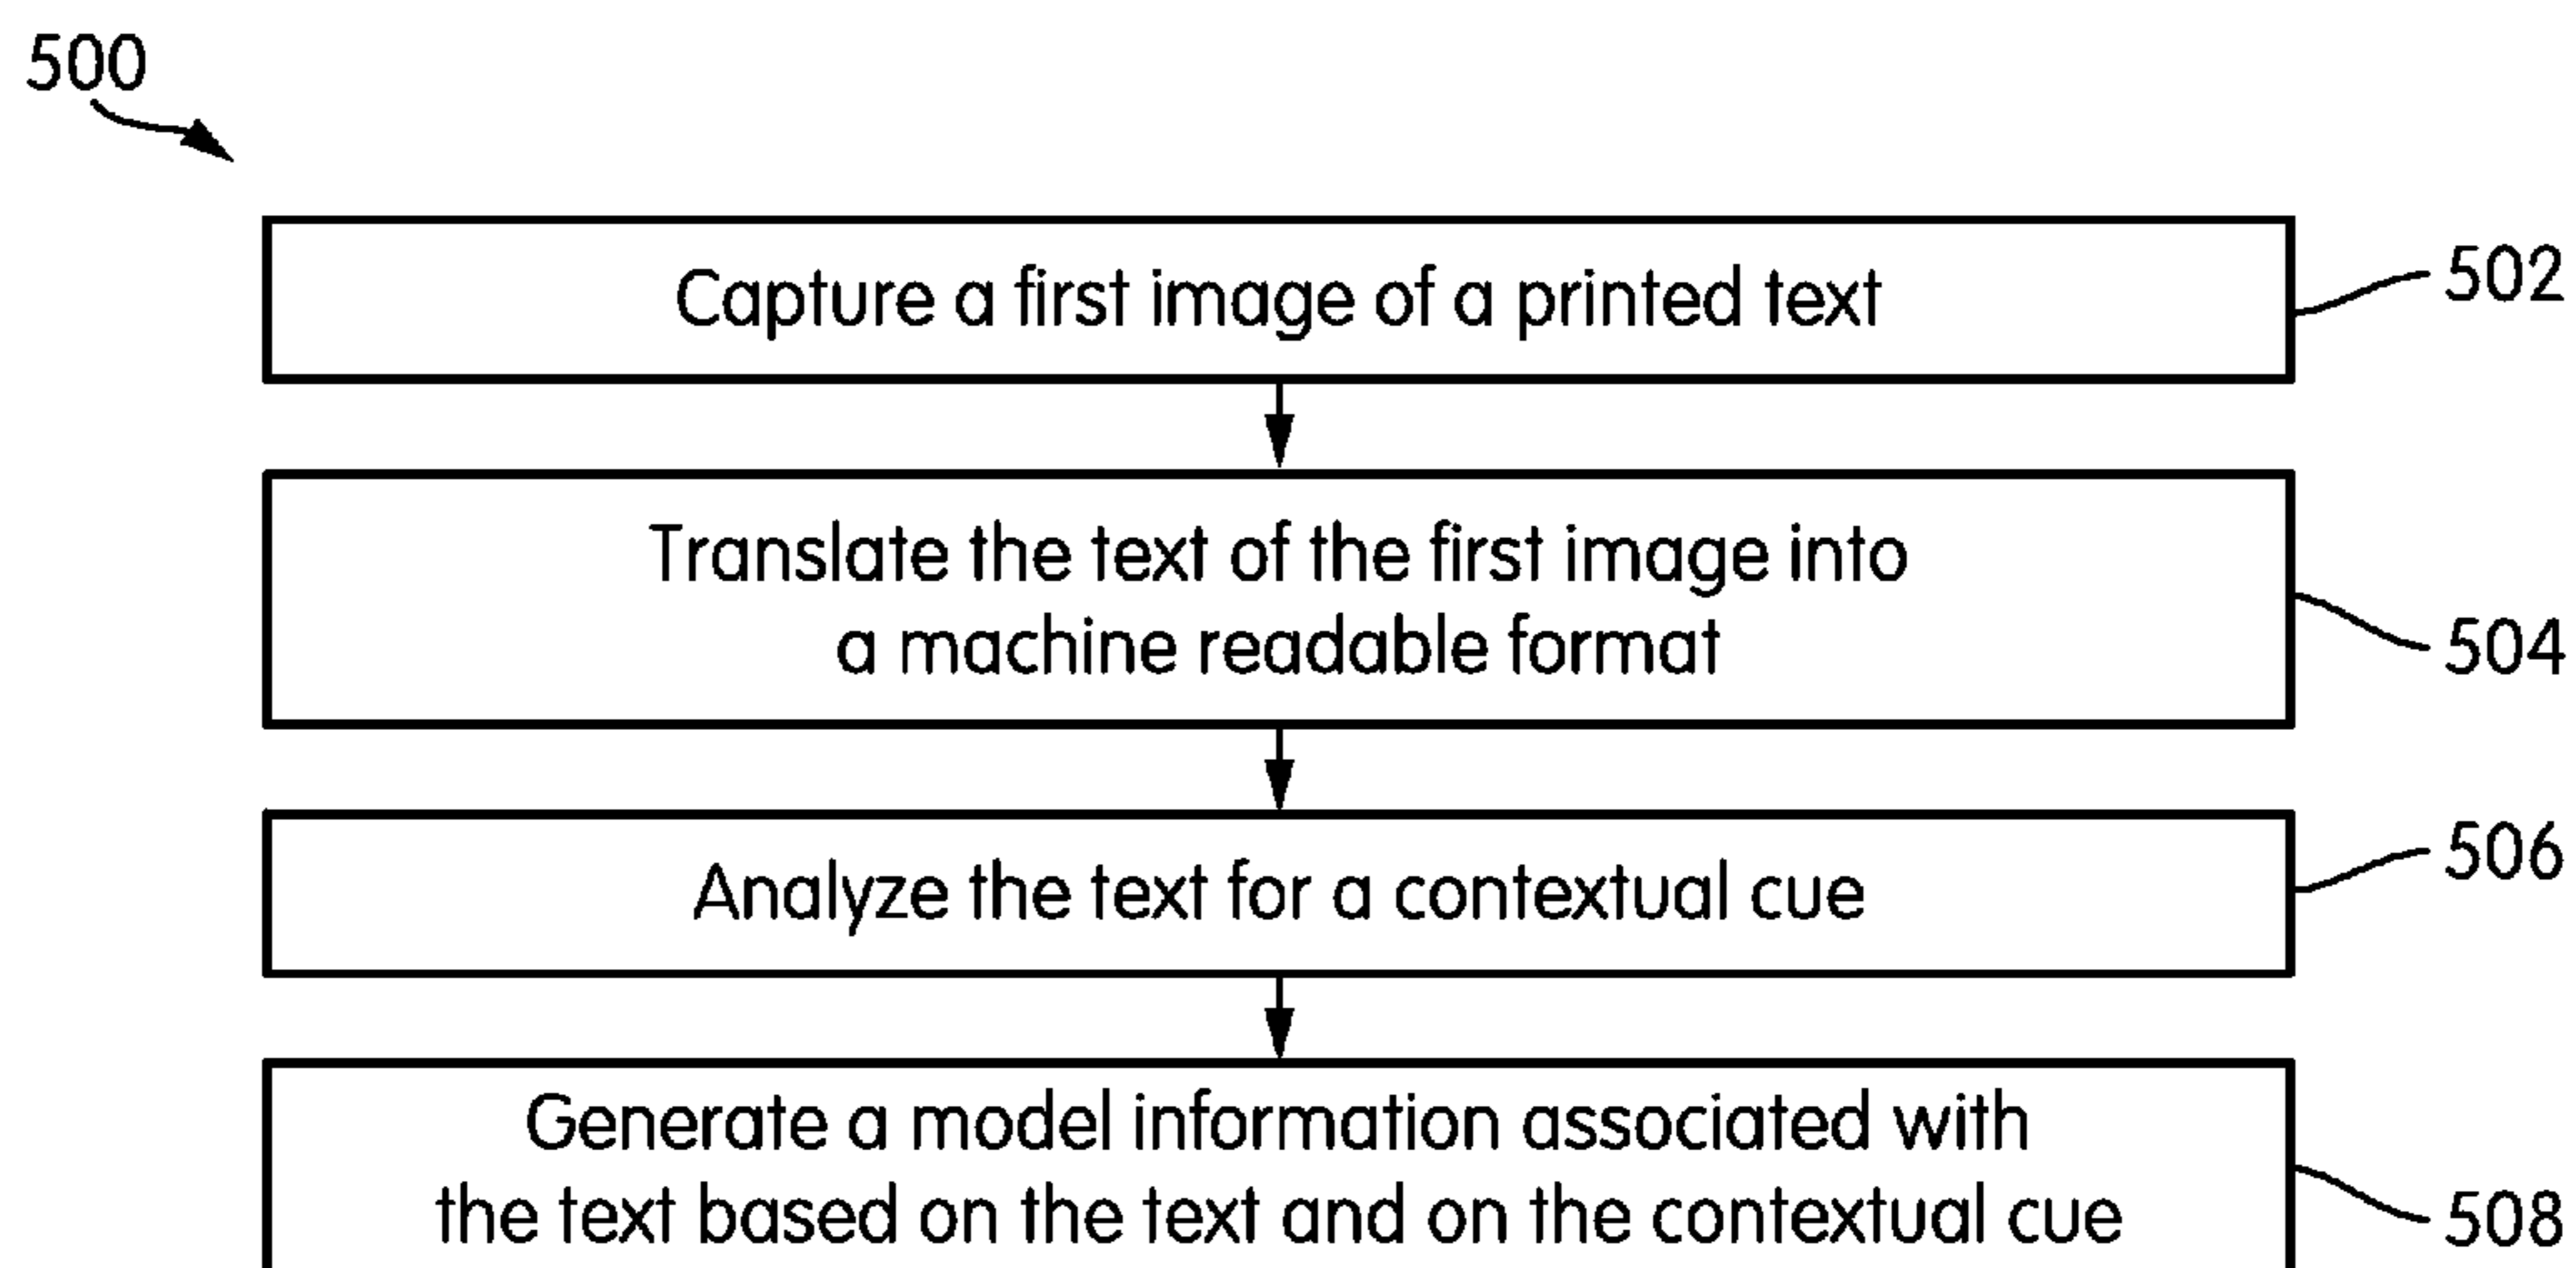 500
Capture a first image of a printed text
502
Translate the text of the first image into
a machine readable format
504
Analyze the text for a contextual cue
506
Generate a model information associated with
the text based on the text and on the contextual cue
508